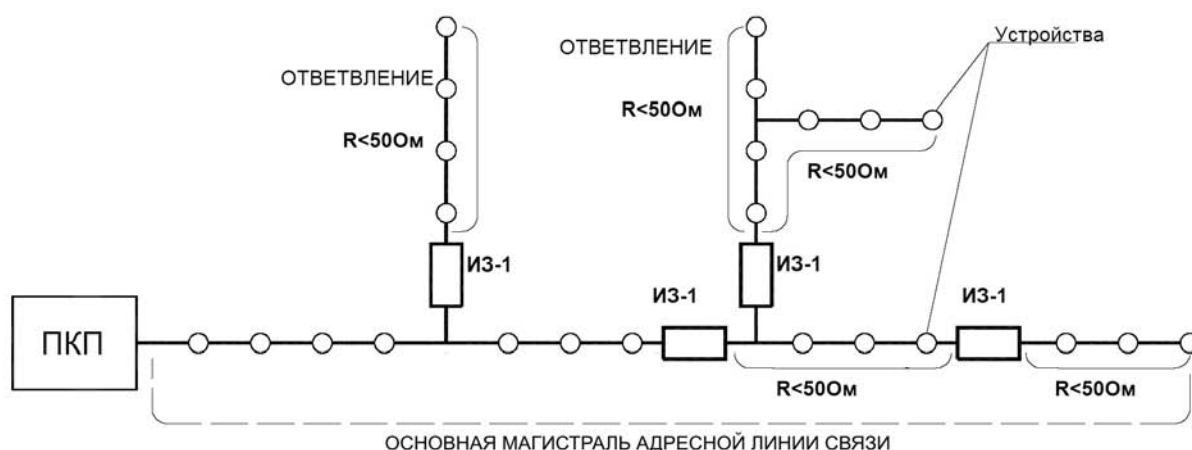 Устройства
ОТВЕТВЛЕНИЕ
ОТВЕТВЛЕНИЕ
R<50Ом
R<50Ом
R<50Ом
ИЗ-1
ИЗ-1
ИЗ-1
ИЗ-1
ПКП
R<50Ом
R<50Ом
ОСНОВНАЯ МАГИСТРАЛЬ АДРЕСНОЙ ЛИНИИ СВЯЗИ